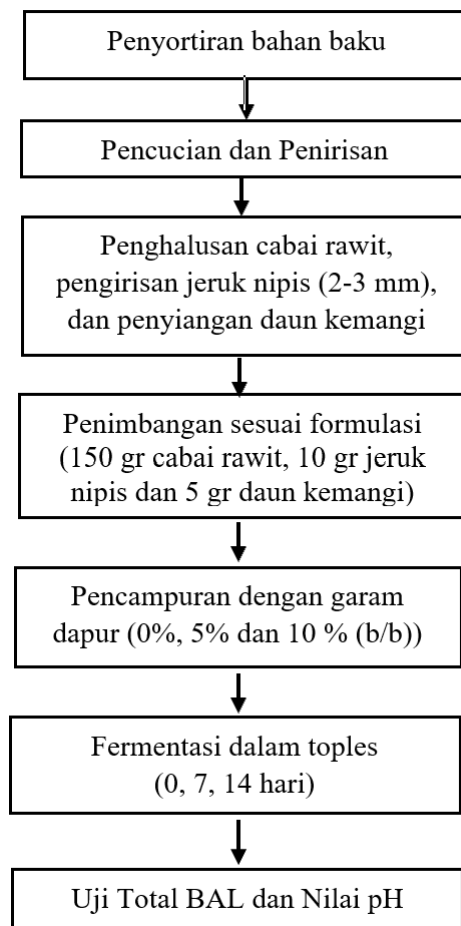 Penyortiran bahan baku
Pencucian dan Penirisan
Penghalusan cabai rawit,
pengirisan jeruk nipis (2-3 mm),
dan penyiangan daun kemangi
Penimbangan sesuai formulasi
(150 gr cabai rawit, 10 gr jeruk
nipis dan 5 gr daun kemangi)
Pencampuran dengan garam
dapur (0%, 5% dan 10 % (b/b))
Fermentasi dalam toples
(0, 7, 14 hari)
Uji Total BAL dan Nilai pH